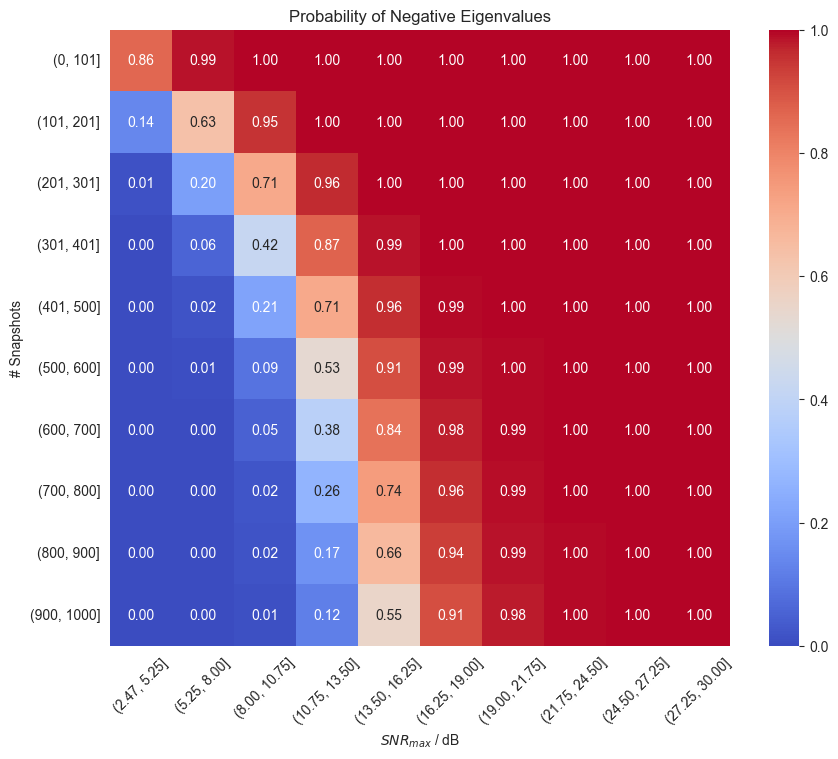 Probability of Negative Eigenvalues
(0, 101] 0.86 0.99 1.00 1.00 1.00 1.00 1.00 1.00 1.00 1.00
(101, 201] 0.14 0.63 0.95 1.00 1.00 1.00 1.00 1.00 1.00 1.00
(201, 301] 0.01 0.20 0.71 0.96 1.00 1.00 1.00 1.00 1.00 1.00
(301, 401] 0.00 0.06 0.42 0.87 0.99 1.00 1.00 1.00 1.00 1.00
(401, 500] 0.00 0.02 0.21 0.71 0.96 0.99 1.00 1.00 1.00 1.00
(500, 600] 0.00 0.01 0.09 0.53 0.91 0.99 1.00 1.00 1.00 1.00
(600, 700] 0.00 0.00 0.05 0.38 0.84 0.98 0.99 1.00 1.00 1.00
(700, 800] 0.00 0.00 0.02 0.26 0.74 0.96 0.99 1.00 1.00 1.00
(800, 900] 0.00 0.00 0.02 0.17 0.66 0.94 0.99 1.00 1.00 1.00
(900, 1000] 0.00 0.00 0.01 0.12 0.55 0.91 0.98 1.00 1.00 1.00
# Snapshots
(2.47, 5.25] (5.25, 8.00] (8.00, 10.75] (10.75, 13.50] (13.50, 16.25] (16.25, 19.00] (19.00, 21.75] (21.75, 24.50] (24.50, 27.25] (27.25, 30.00]
SNRmax / dB
1.0
0.8
0.6
0.4
0.2
0.0